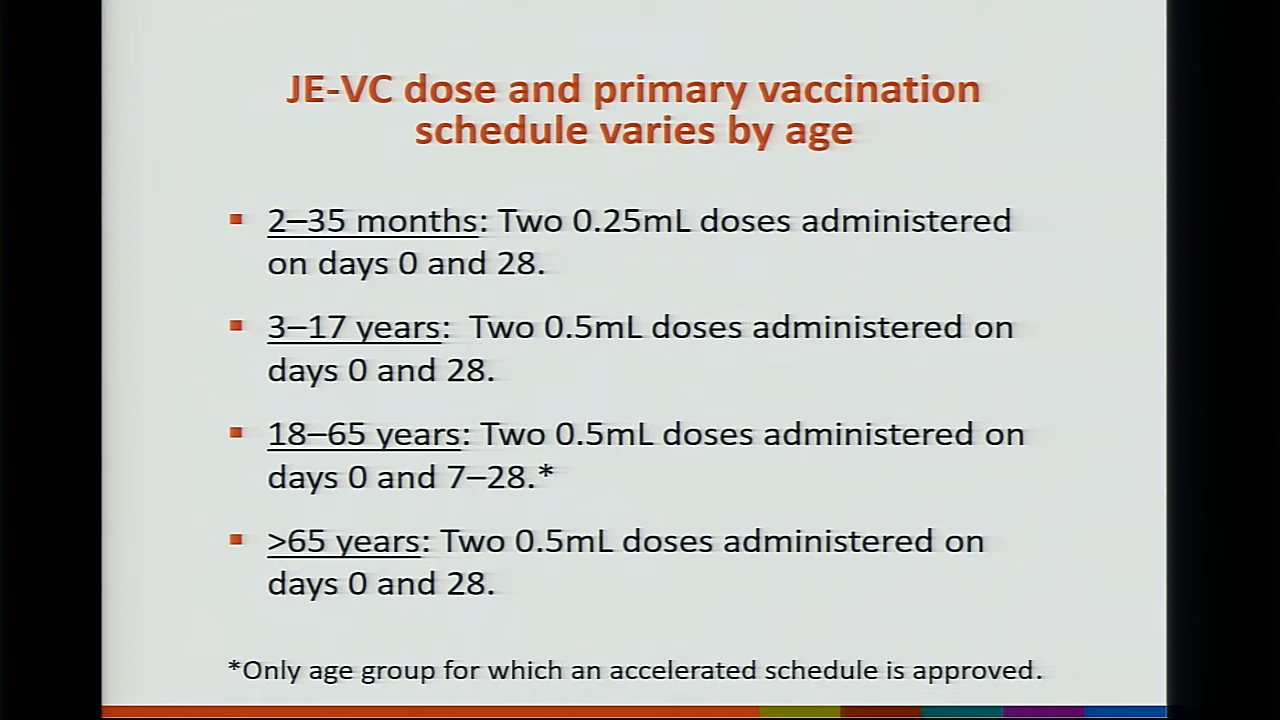 JE-VC dose and primary vaccination
schedule varies by age
▪ 2–35 months: Two 0.25mL doses administered
on days 0 and 28.
▪ 3–17 years:  Two 0.5mL doses administered on
days 0 and 28.
▪ 18–65 years: Two 0.5mL doses administered on
days 0 and 7–28.*
▪ >65 years: Two 0.5mL doses administered on
days 0 and 28.
*Only age group for which an accelerated schedule is approved.